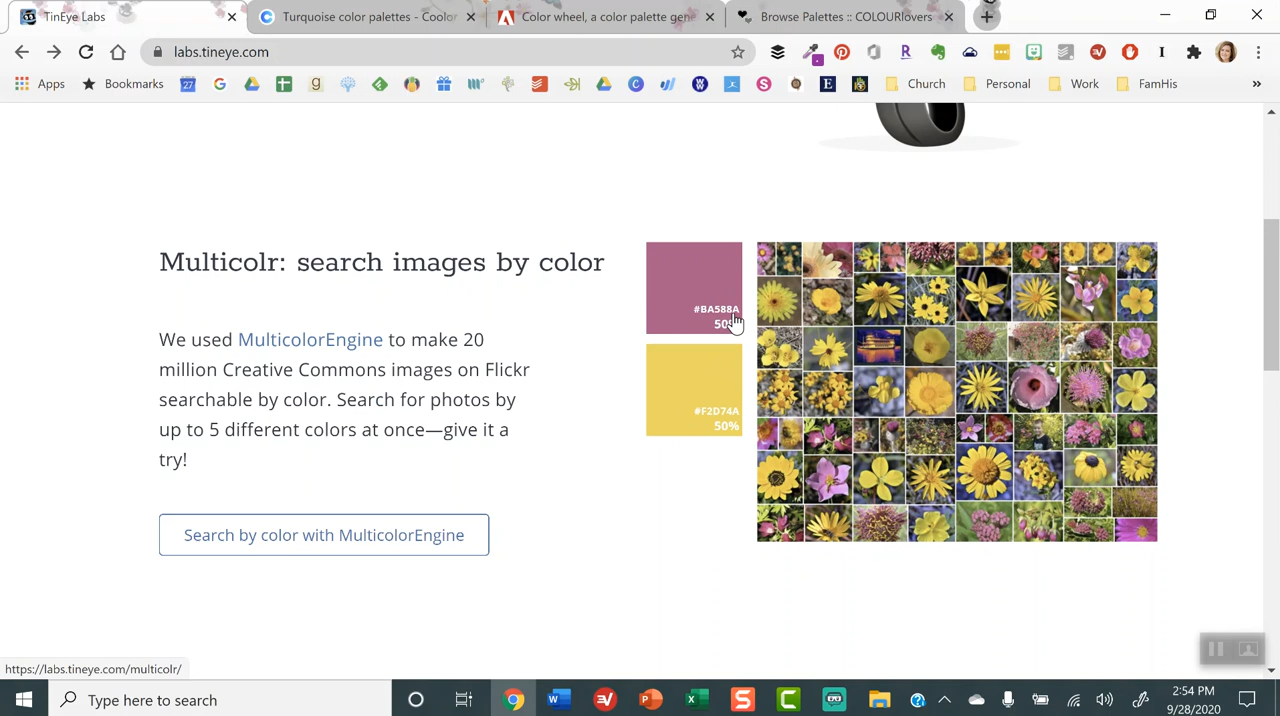 TinEye Labs
Turquoise color palettes - Coolor
Color wheel, a color palette gene
Browse Palettes :: COLOURlovers
labs.tineye.com
Apps
Bookmarks
Church
Personal
Work
FamHis
Multicolr: search images by color
We used MulticolorEngine to make 20
million Creative Commons images on Flickr
searchable by color. Search for photos by
up to 5 different colors at once—give it a
try!
Search by color with MulticolorEngine
#BA588A
50%
#F2D74A
50%
https://labs.tineye.com/multicolr/
Type here to search
2:54 PM
9/28/2020